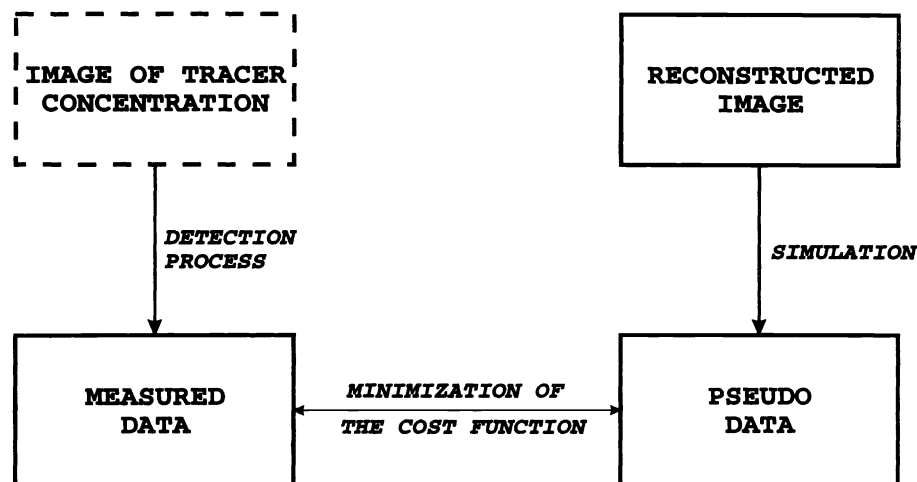 IMAGE OF TRACER
CONCENTRATION
RECONSTRUCTED
IMAGE
DETECTION
PROCESS
SIMULATION
MEASURED
DATA
MINIMIZATION OF
THE COST FUNCTION
PSEUDO
DATA